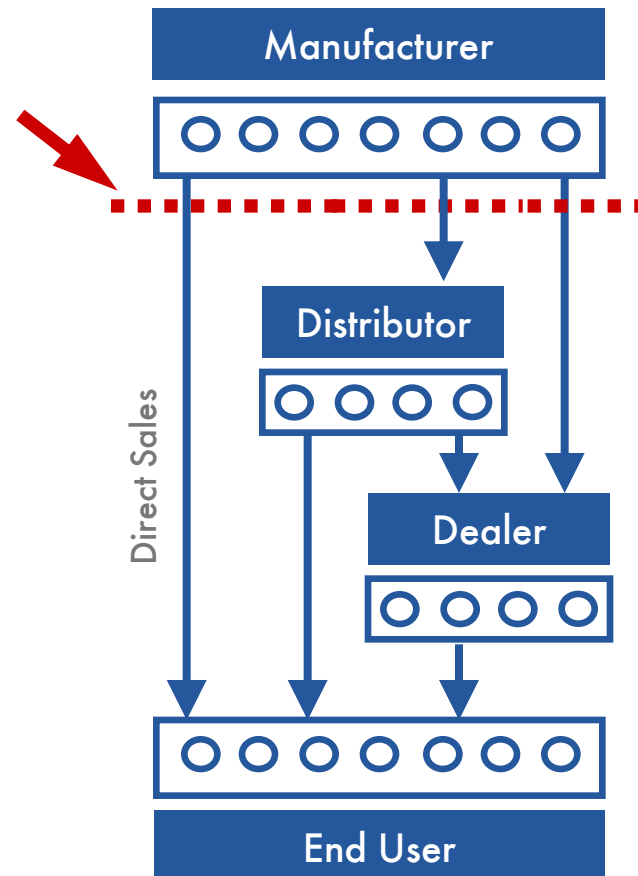 Manufacturer
Distributor
Direct Sales
Dealer
End User